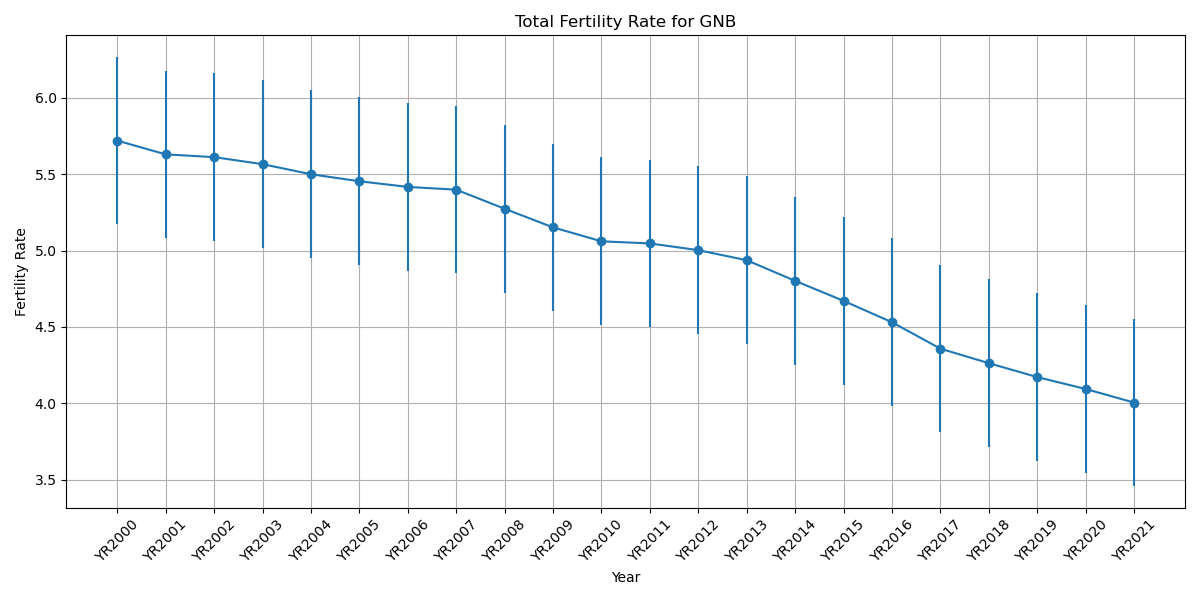 Total Fertility Rate for GNB
Fertility Rate
6.0
5.5
5.0
4.5
4.0
3.5
YR2000
YR2001
YR2002
YR2003
YR2004
YR2005
YR2006
YR2007
YR2008
YR2009
YR2010
YR2011
YR2012
YR2013
YR2014
YR2015
YR2016
YR2017
YR2018
YR2019
YR2020
YR2021
Year